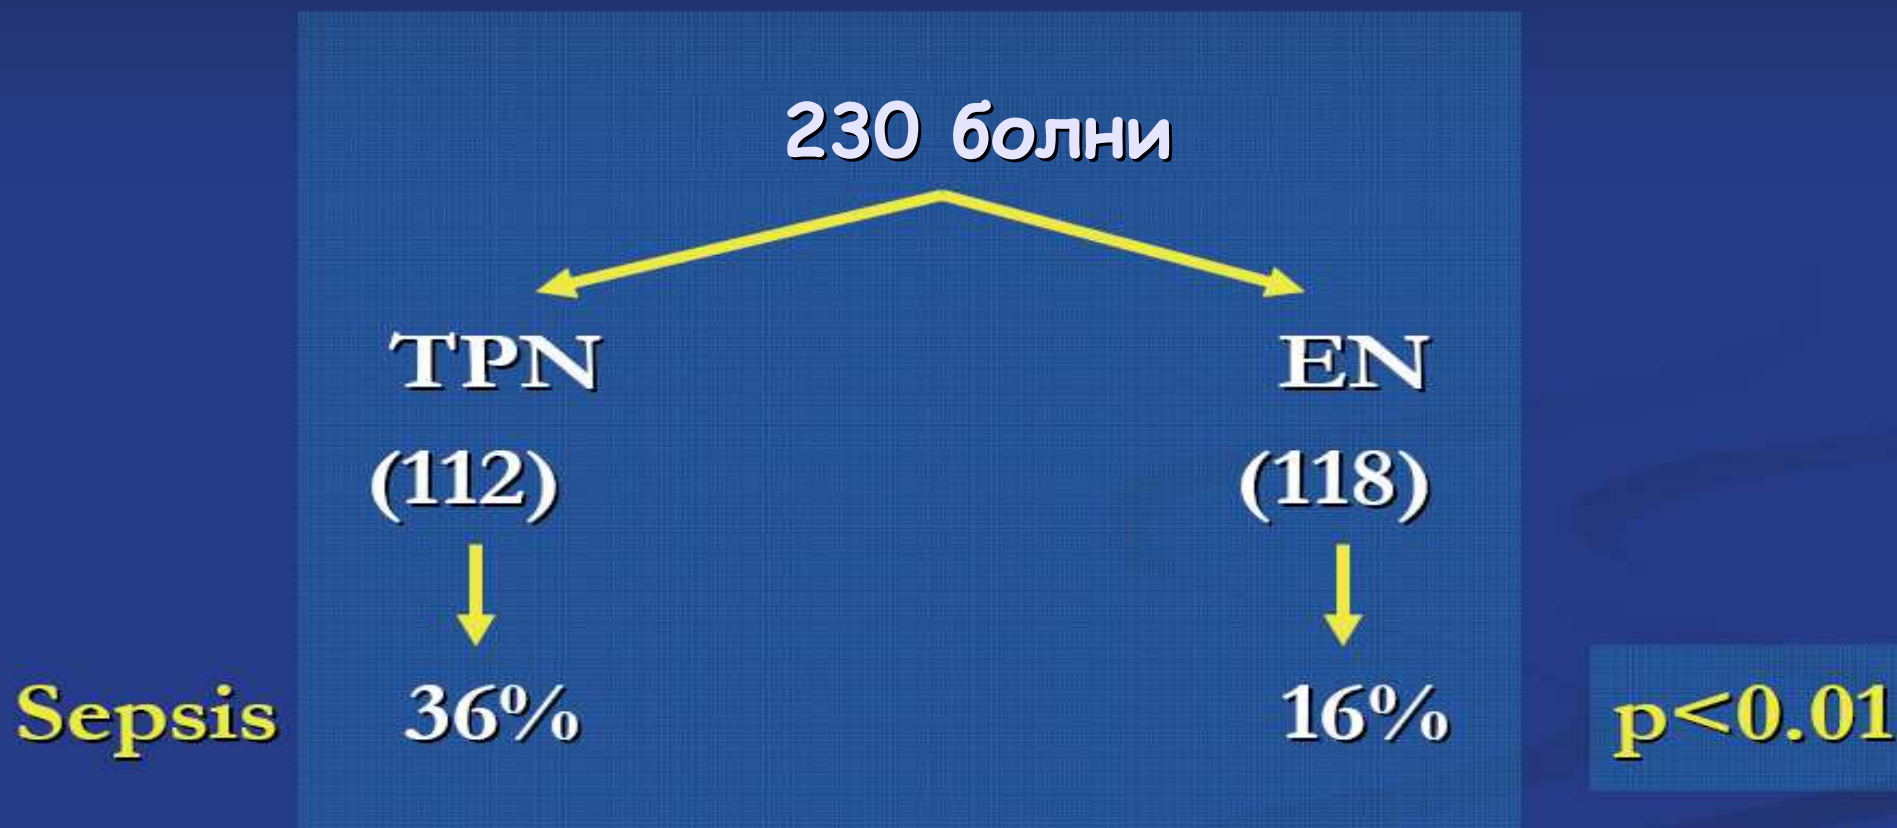 230 болни
TPN EN
(112) (118)
Sepsis 36% 16% p<0.01